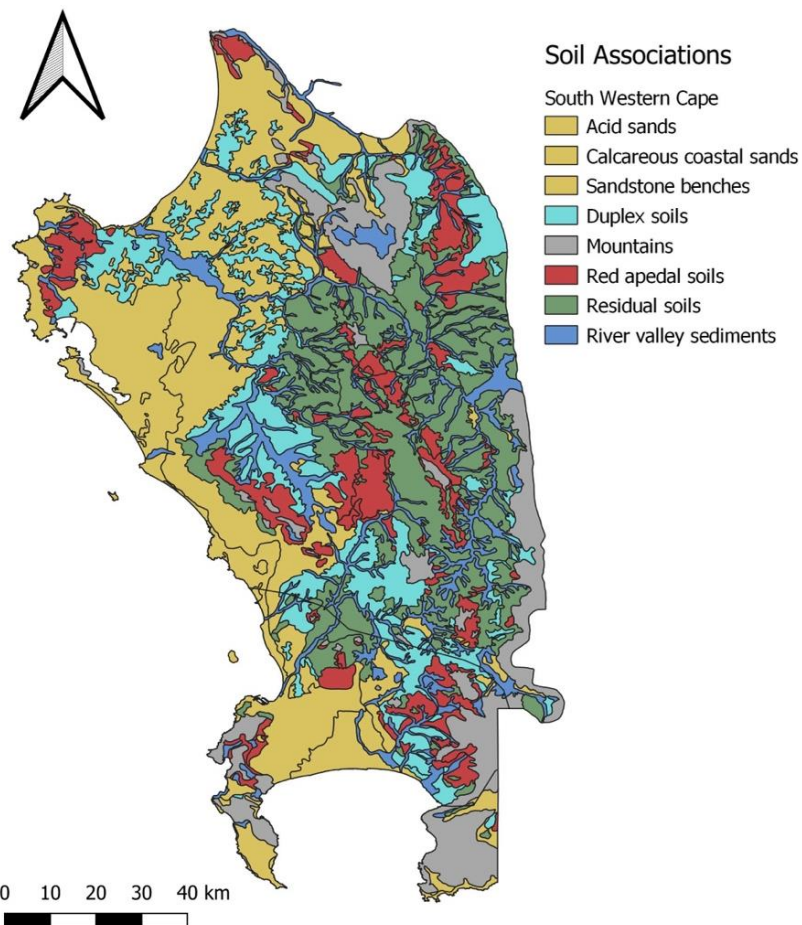 Soil Associations
South Western Cape
Acid sands
Calcareous coastal sands
Sandstone benches
Duplex soils
Mountains
Red apedal soils
Residual soils
River valley sediments
0 10 20 30 40 km